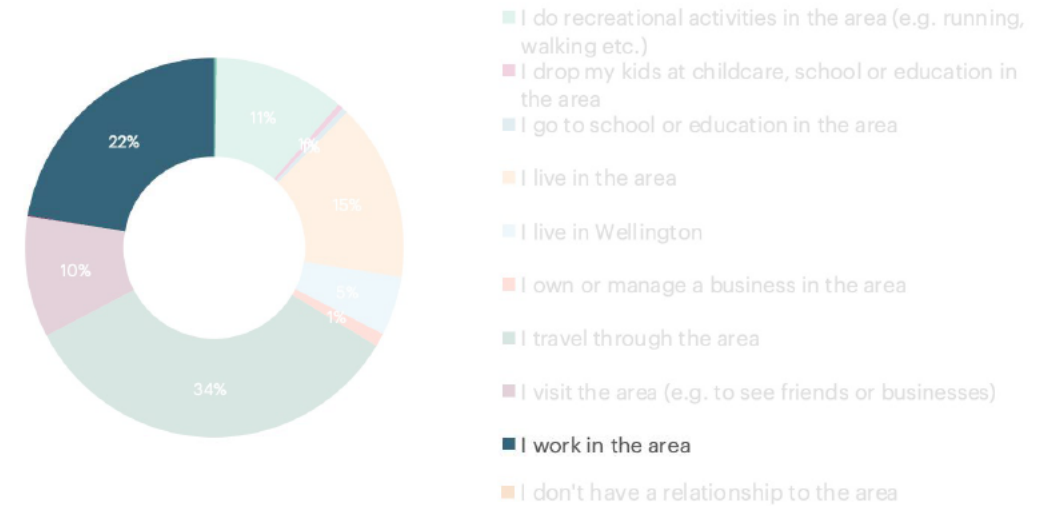 I do recreational activities in the area (e.g. running,
walking etc.)
I drop my kids at childcare, school or education in
the area
I go to school or education in the area
I live in the area
I live in Wellington
I own or manage a business in the area
I travel through the area
I visit the area (e.g. to see friends or businesses)
I work in the area
I don't have a relationship to the area
11%
22%
15%
10%
5%
1%
34%